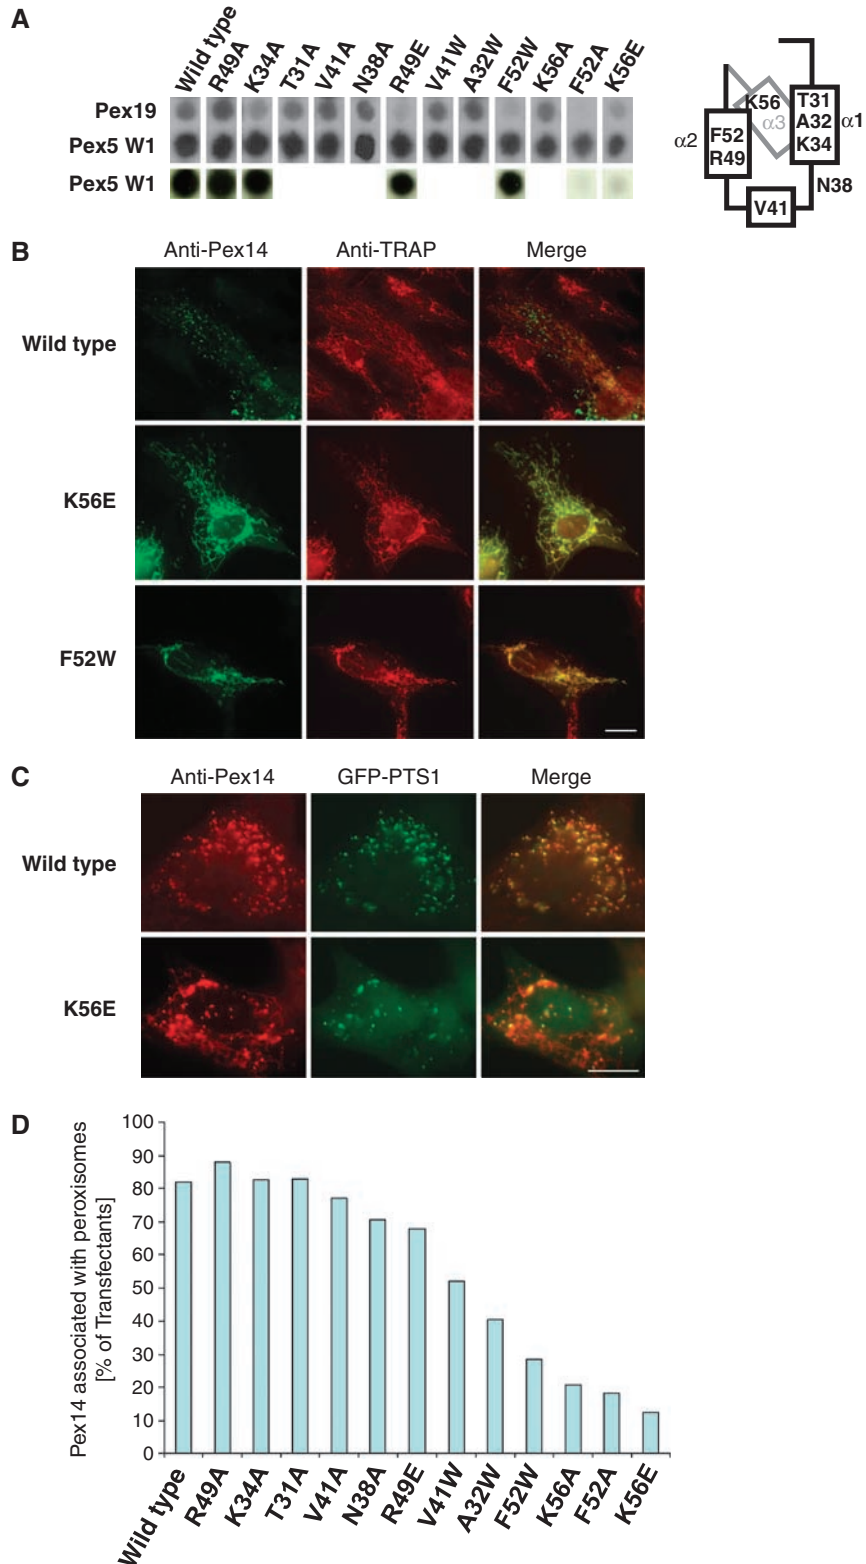 A
Wild type
R49A
K34A
T31A
V41A
N38A
R49E
V41W
A32W
F52W
K56A
F52A
K56E
Pex19
Pex5 W1
Pex5 W1
K56
α3
T31
A32
K34
α1
α2
F52
R49
N38
V41
B
Anti-Pex14 Anti-TRAP Merge
Wild type
K56E
F52W
C
Anti-Pex14 GFP-PTS1 Merge
Wild type
K56E
D
Pex14 associated with peroxisomes
[% of Transfectants]
100
90
80
70
60
50
40
30
20
10
0
Wild type
R49A
K34A
T31A
V41A
N38A
R49E
V41W
A32W
F52W
K56A
F52A
K56E